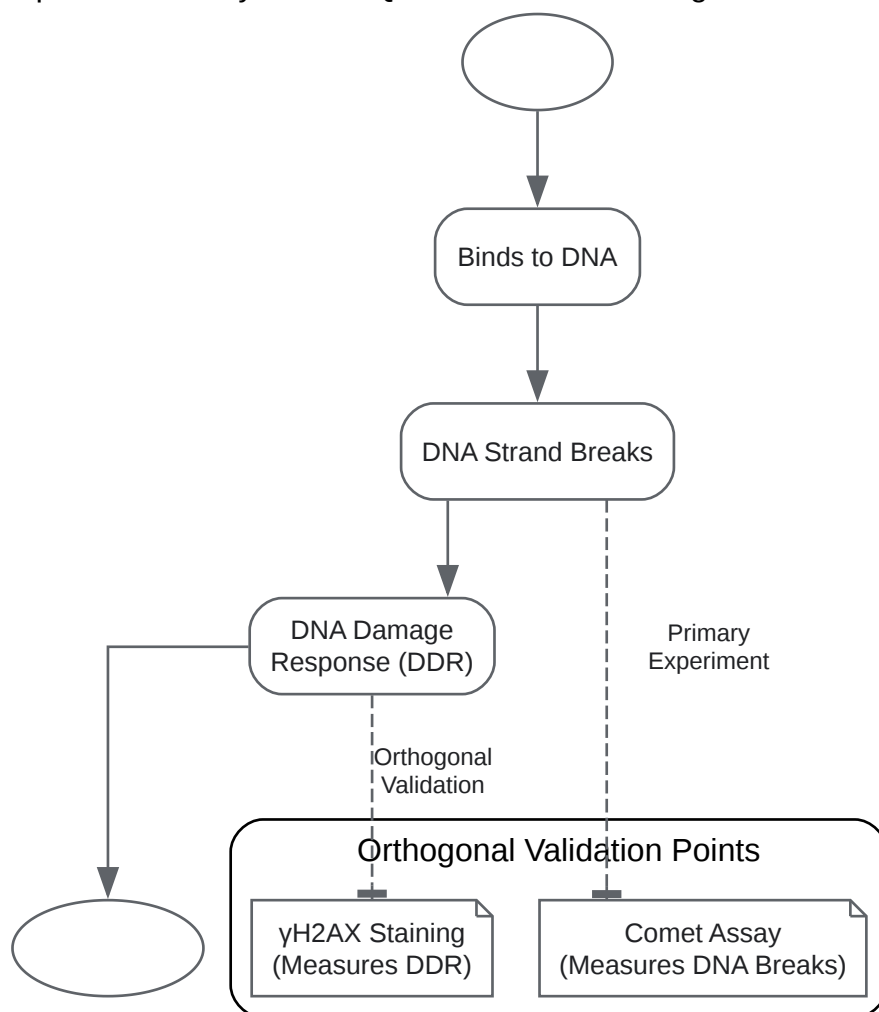 Binds to DNA
DNA Strand Breaks
DNA Damage
Response (DDR)
Primary
Experiment
Orthogonal
Validation
Orthogonal Validation Points
γH2AX Staining
(Measures DDR)
Comet Assay
(Measures DNA Breaks)